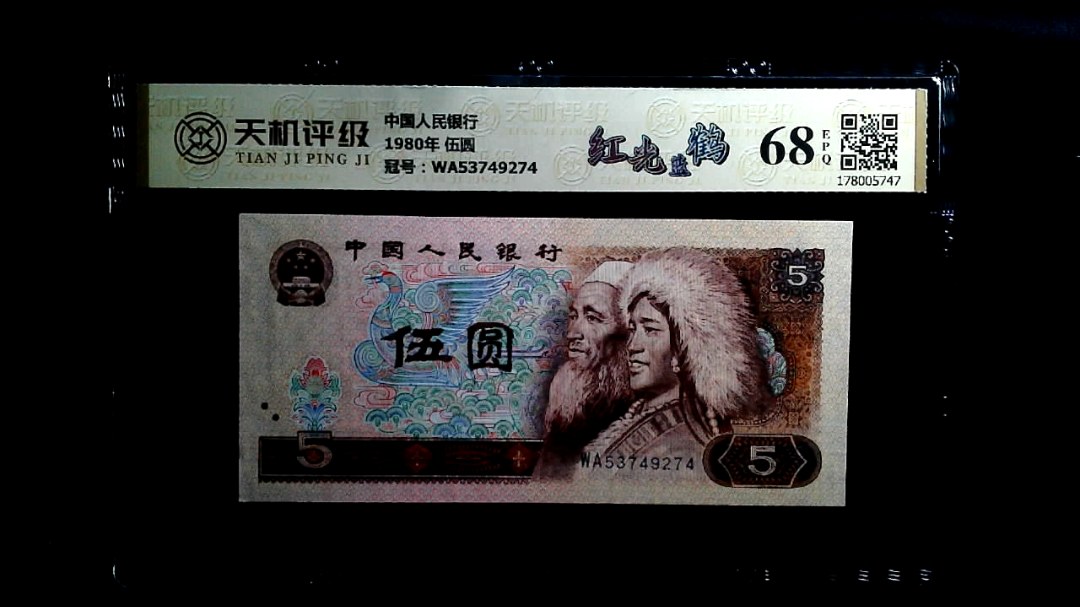 天机评级
TIAN JI PING JI
中国人民银行
1980年 伍圆
冠号：WA53749274
红光蓝鹤
68
EPQ
178005747
中国人民银行
5
伍圆
5
WA53749274
5